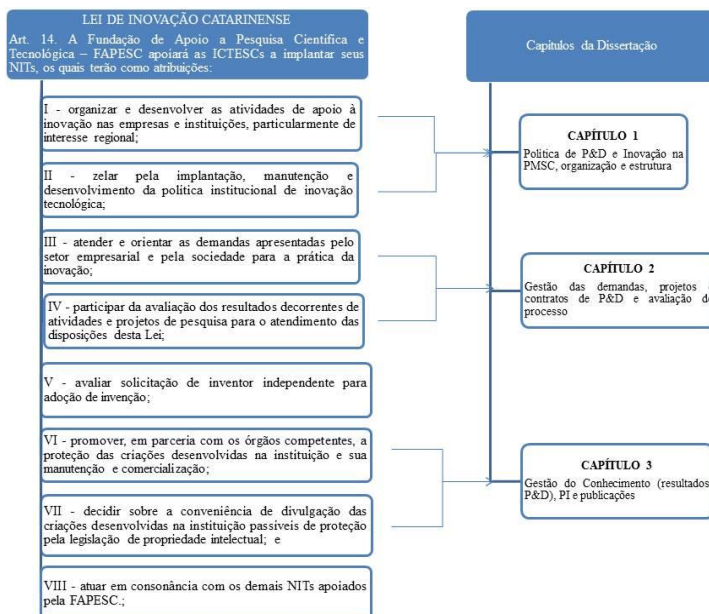 LEI DE INOVAÇÃO CATARINENSE
Art. 14. A Fundação de Apoio a Pesquisa Científica e
Tecnológica – FAPESC apoiará as ICTESCs a implantar seus
NITs, os quais terão como atribuições:
I - organizar e desenvolver as atividades de apoio à
inovação nas empresas e instituições, particularmente de
interesse regional;
II - zelar pela implantação, manutenção e
desenvolvimento da política institucional de inovação
tecnológica;
III - atender e orientar as demandas apresentadas pelo
setor empresarial e pela sociedade para a prática da
inovação;
IV - participar da avaliação dos resultados decorrentes de
atividades e projetos de pesquisa para o atendimento das
disposições desta Lei;
V - avaliar solicitação de inventor independente para
adoção de invenção;
VI - promover, em parceria com os órgãos competentes, a
proteção das criações desenvolvidas na instituição e sua
manutenção e comercialização;
VII - decidir sobre a conveniência de divulgação das
criações desenvolvidas na instituição passíveis de proteção
pela legislação de propriedade intelectual; e
VIII - atuar em consonância com os demais NITs apoiados
pela FAPESC.;
Capítulos da Dissertação
CAPÍTULO 1
Política de P&D e Inovação na
PMSC, organização e estrutura
CAPÍTULO 2
Gestão das demandas, projetos
contratos de P&D e avaliação d
processo
CAPÍTULO 3
Gestão do Conhecimento (resultados
P&D), PI e publicações